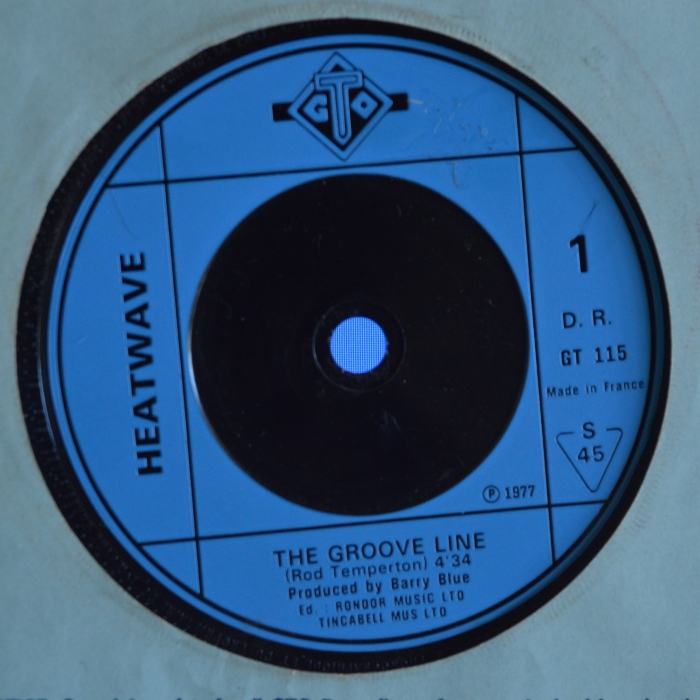 GTO
HEATWAVE
1
D. R.
GT 115
Made in France
S
45
℗ 1977
THE GROOVE LINE
(Rod Temperton) 4'34
Produced by Barry Blue
Ed. : RONDOR MUSIC LTD
TINCABELL MUS LTD